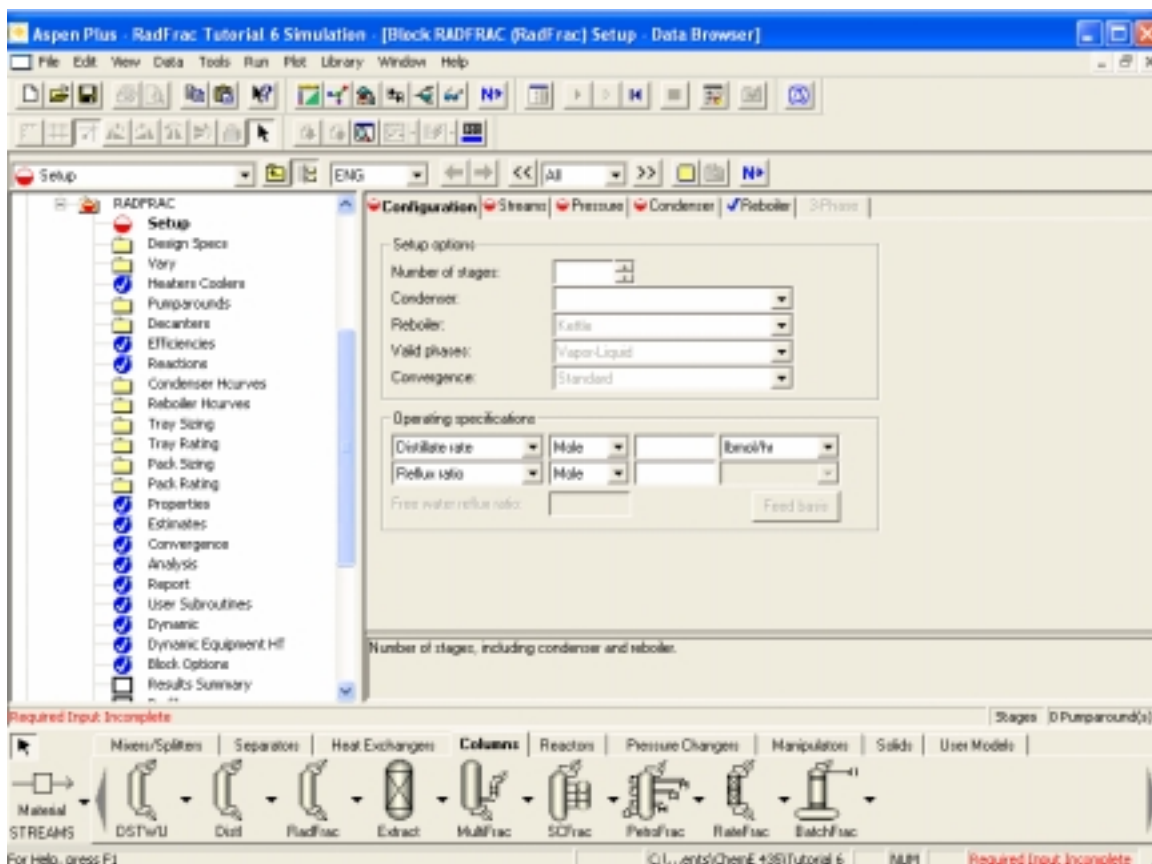 Aspen Plus - RadFrac Tutorial 6 Simulation - [Block RADFRAC (RadFrac) Setup - Data Browser]
File Edit View Data Tools Run Plot Library Window Help
N>
Setup ENG << All >> N>
RADFRAC
Setup
Design Specs
Vary
Heaters Coolers
Pumparounds
Decanters
Efficiencies
Reactions
Condenser Hcurves
Reboiler Hcurves
Tray Sizing
Tray Rating
Pack Sizing
Pack Rating
Properties
Estimates
Convergence
Analysis
Report
User Subroutines
Dynamic
Dynamic Equipment HT
Block Options
Results Summary
Configuration Streams Pressure Condenser Reboiler 3-Phase
Setup options
Number of stages:
Condenser:
Reboiler: Kettle
Valid phases: Vapor-Liquid
Convergence: Standard
Operating specifications
Distillate rate Mole lbmol/hr
Reflux ratio Mole
Free water reflux ratio: Feed basis
Number of stages, including condenser and reboiler.
Required Input Incomplete Stages 0 Pumparound(s)
Mixers/Splitters Separators Heat Exchangers Columns Reactors Pressure Changers Manipulators Solids User Models
Material
STREAMS DSTWU Distl RadFrac Extract MultiFrac SCFrac PetroFrac RateFrac BatchFrac
For Help, press F1 C:\...ents\ChemE 435\Tutorial 6 NUM Required Input Incomplete